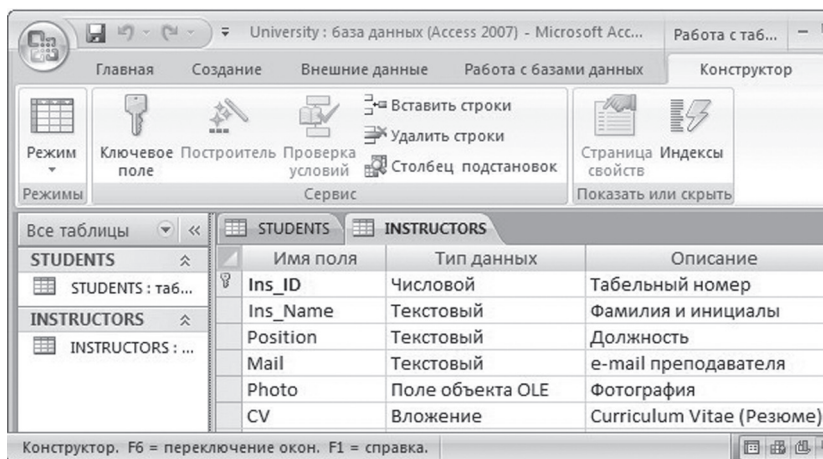 University : база данных (Access 2007) - Microsoft Acc...
Работа с таб...
Главная
Создание
Внешние данные
Работа с базами данных
Конструктор
Режим
Ключевое поле
Построитель
Проверка условий
Вставить строки
Удалить строки
Столбец подстановок
Страница свойств
Индексы
Режимы
Сервис
Показать или скрыть
Все таблицы
STUDENTS
STUDENTS : таб...
INSTRUCTORS
INSTRUCTORS : ...
STUDENTS
INSTRUCTORS
Имя поля Тип данных Описание
Ins_ID Числовой Табельный номер
Ins_Name Текстовый Фамилия и инициалы
Position Текстовый Должность
Mail Текстовый e-mail преподавателя
Photo Поле объекта OLE Фотография
CV Вложение Curriculum Vitae (Резюме)
Конструктор. F6 = переключение окон. F1 = справка.